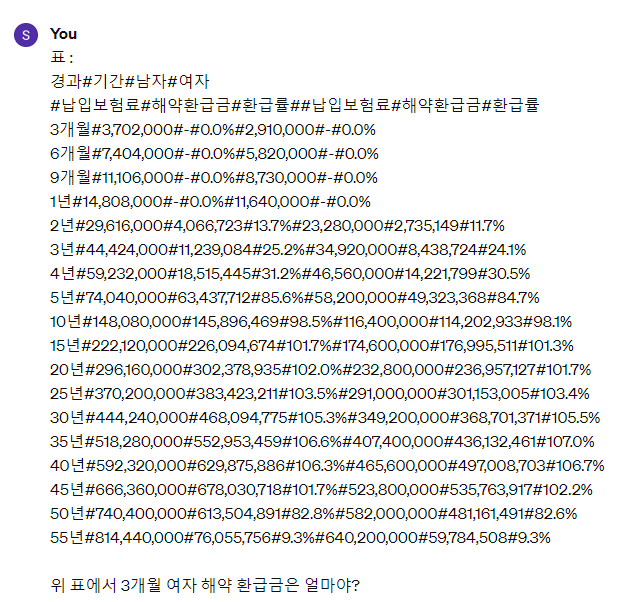 S You
표 :
경과#기간#남자#여자
#납입보험료#해약환급금#환급률##납입보험료#해약환급금#환급률
3개월#3,702,000#-#0.0%#2,910,000#-#0.0%
6개월#7,404,000#-#0.0%#5,820,000#-#0.0%
9개월#11,106,000#-#0.0%#8,730,000#-#0.0%
1년#14,808,000#-#0.0%#11,640,000#-#0.0%
2년#29,616,000#4,066,723#13.7%#23,280,000#2,735,149#11.7%
3년#44,424,000#11,239,084#25.2%#34,920,000#8,438,724#24.1%
4년#59,232,000#18,515,445#31.2%#46,560,000#14,221,799#30.5%
5년#74,040,000#63,437,712#85.6%#58,200,000#49,323,368#84.7%
10년#148,080,000#145,896,469#98.5%#116,400,000#114,202,933#98.1%
15년#222,120,000#226,094,674#101.7%#174,600,000#176,995,511#101.3%
20년#296,160,000#302,378,935#102.0%#232,800,000#236,957,127#101.7%
25년#370,200,000#383,423,211#103.5%#291,000,000#301,153,005#103.4%
30년#444,240,000#468,094,775#105.3%#349,200,000#368,701,371#105.5%
35년#518,280,000#552,953,459#106.6%#407,400,000#436,132,461#107.0%
40년#592,320,000#629,875,886#106.3%#465,600,000#497,008,703#106.7%
45년#666,360,000#678,030,718#101.7%#523,800,000#535,763,917#102.2%
50년#740,400,000#613,504,891#82.8%#582,000,000#481,161,491#82.6%
55년#814,440,000#76,055,756#9.3%#640,200,000#59,784,508#9.3%
위 표에서 3개월 여자 해약 환급금은 얼마야?